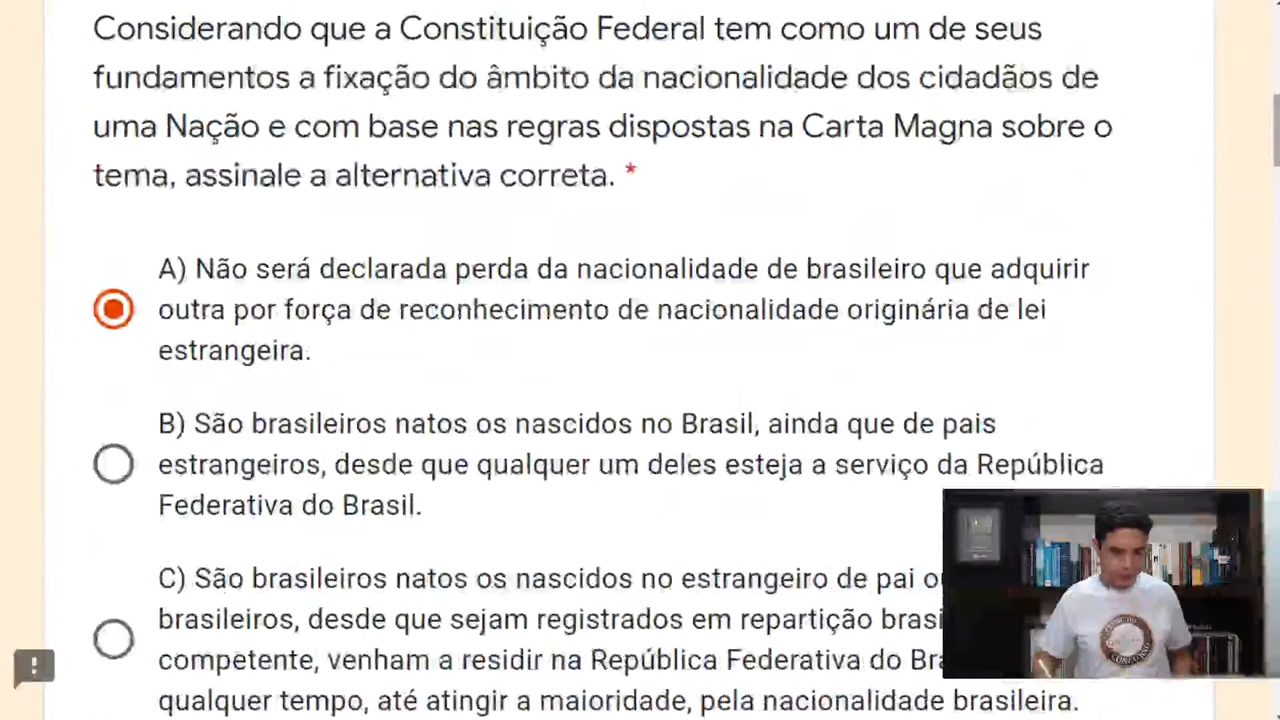 Considerando que a Constituição Federal tem como um de seus
fundamentos a fixação do âmbito da nacionalidade dos cidadãos de
uma Nação e com base nas regras dispostas na Carta Magna sobre o
tema, assinale a alternativa correta. *
A) Não será declarada perda da nacionalidade de brasileiro que adquirir
outra por força de reconhecimento de nacionalidade originária de lei
estrangeira.
B) São brasileiros natos os nascidos no Brasil, ainda que de pais
estrangeiros, desde que qualquer um deles esteja a serviço da República
Federativa do Brasil.
C) São brasileiros natos os nascidos no estrangeiro de pai
brasileiros, desde que sejam registrados em repartição
competente, venham a residir na República Federativa do
qualquer tempo, até atingir a maioridade, pela nacionalidade brasileira.
CONCURSO